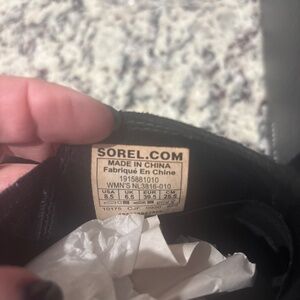 SOREL.COM
MADE IN CHINA
Fabriqué En Chine
1915881010
WMN'S NL3816-010
USA UK EUR CM
8.5 6.5 39.5 25.5